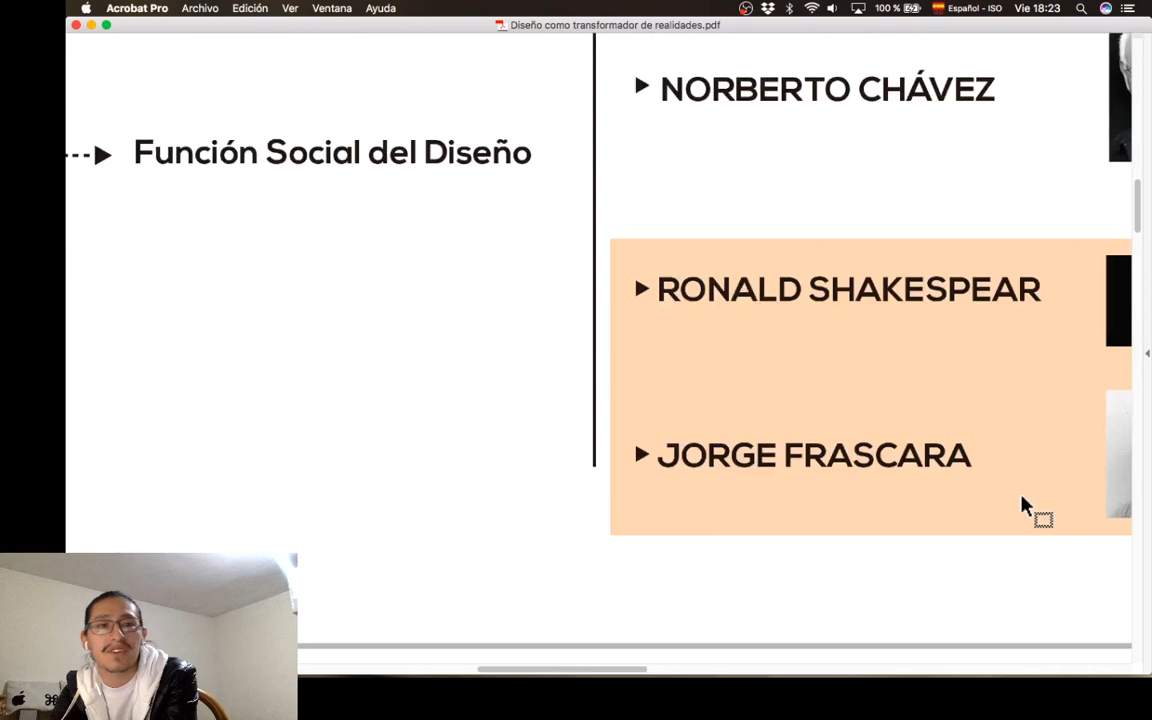 Acrobat Pro Archivo Edición Ver Ventana Ayuda 100 % Español - ISO Vie 18:23
Diseño como transformador de realidades.pdf
NORBERTO CHÁVEZ
Función Social del Diseño
RONALD SHAKESPEAR
JORGE FRASCARA